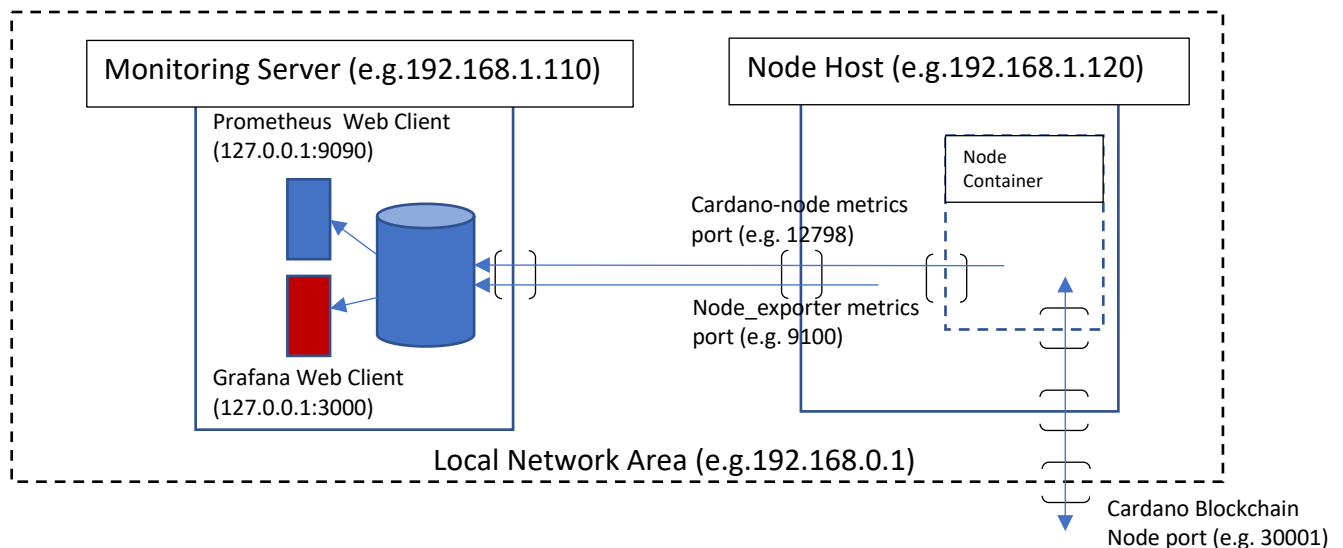 Monitoring Server (e.g.192.168.1.110)
Node Host (e.g.192.168.1.120)
Prometheus  Web Client
(127.0.0.1:9090)
Node
Container
Cardano-node metrics
port (e.g. 12798)
Node_exporter metrics
port (e.g. 9100)
Grafana Web Client
(127.0.0.1:3000)
Local Network Area (e.g.192.168.0.1)
Cardano Blockchain
Node port (e.g. 30001)